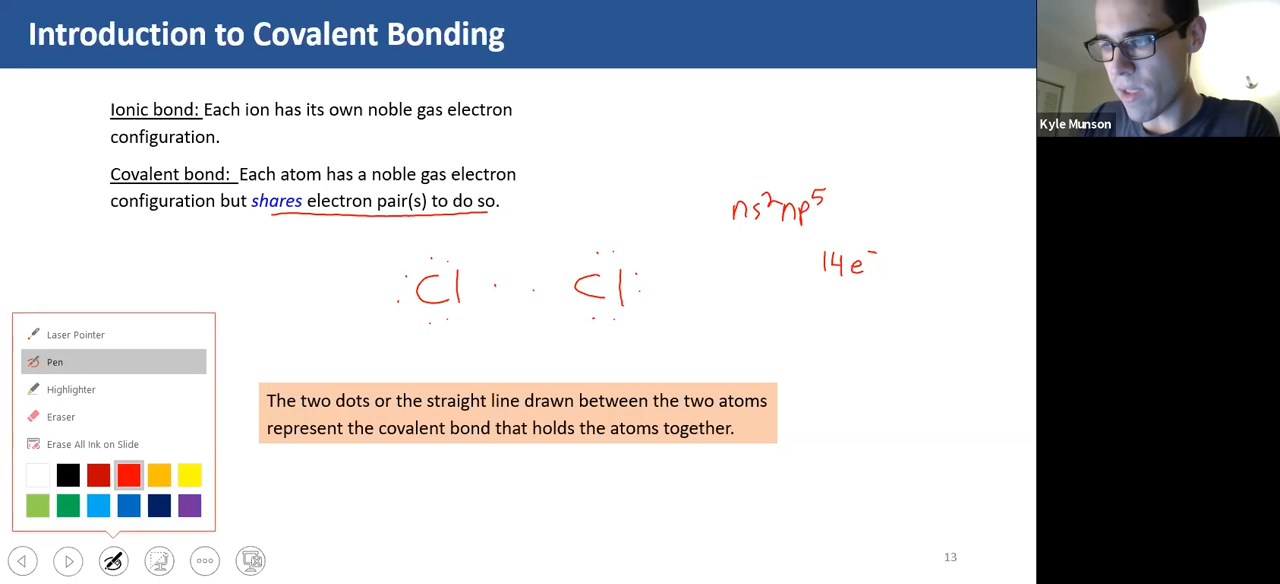 Introduction to Covalent Bonding
Ionic bond: Each ion has its own noble gas electron
configuration.
Covalent bond: Each atom has a noble gas electron
configuration but shares electron pair(s) to do so.
Kyle Munson
ns²np⁵
14e⁻
Cl Cl
Laser Pointer
Pen
Highlighter
Eraser
Erase All Ink on Slide
The two dots or the straight line drawn between the two atoms
represent the covalent bond that holds the atoms together.
13